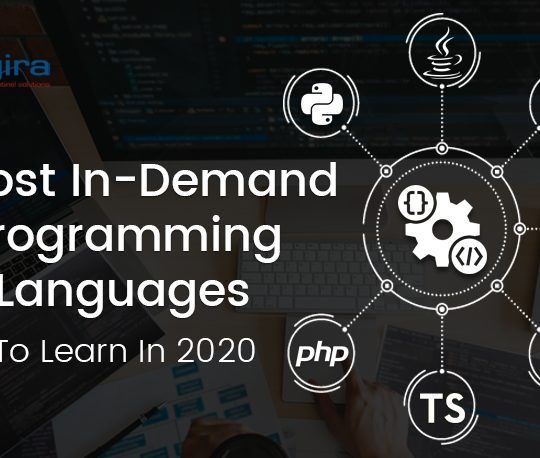 gira
ost In-Demand
rogramming
Languages
To Learn In 2020
php
TS